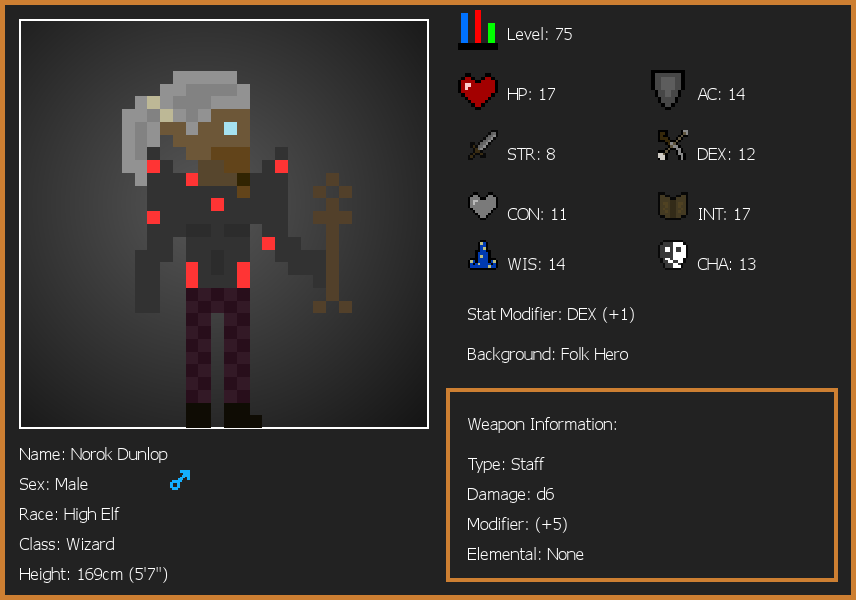 Level: 75
HP: 17
AC: 14
STR: 8
DEX: 12
CON: 11
INT: 17
WIS: 14
CHA: 13
Stat Modifier: DEX (+1)
Background: Folk Hero
Weapon Information:
Type: Staff
Damage: d6
Modifier: (+5)
Elemental: None
Name: Norok Dunlop
Sex: Male
Race: High Elf
Class: Wizard
Height: 169cm (5'7")